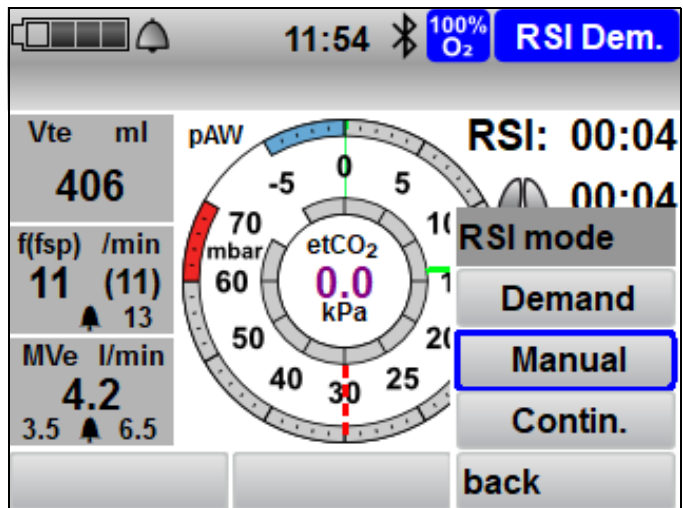 11:54 100% O₂ RSI Dem.
Vte ml
406
f(fsp) /min
11 (11)
13
MVe l/min
4.2
3.5 6.5
pAW
-5 0 5
70
mbar
60
50
40 30 25
etCO₂
0.0
kPa
RSI: 00:04
00:04
RSI mode
Demand
Manual
Contin.
back